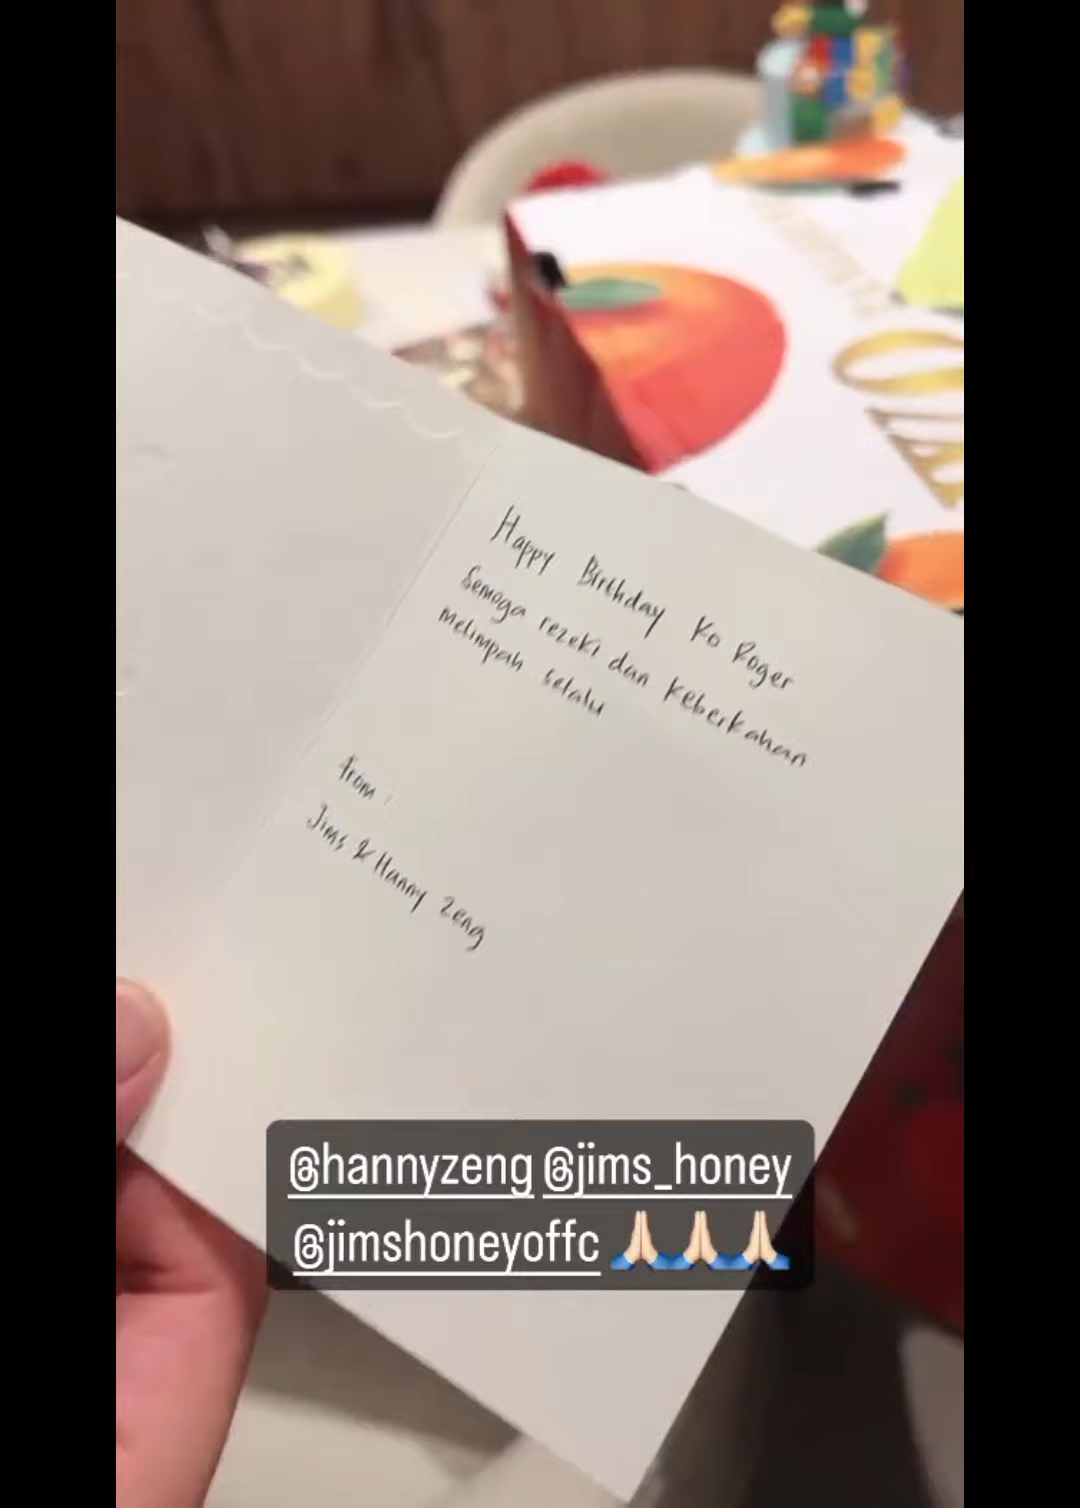 Happy Birthday Ko Roger
Semoga rezeki dan keberkahan
melimpah selalu
From :
Jims & Hanny Zeng
@hannyzeng @jims_honey
@jimshoneyoffc 🙏🏻🙏🏻🙏🏻